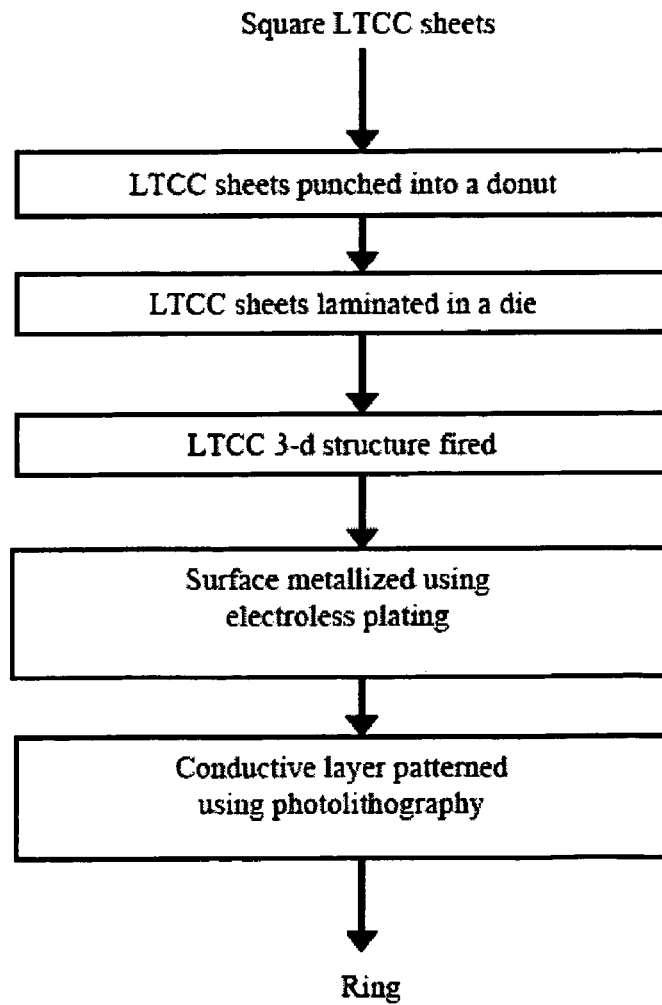 Square LTCC sheets
LTCC sheets punched into a donut
LTCC sheets laminated in a die
LTCC 3-d structure fired
Surface metallized using
electroless plating
Conductive layer patterned
using photolithography
Ring